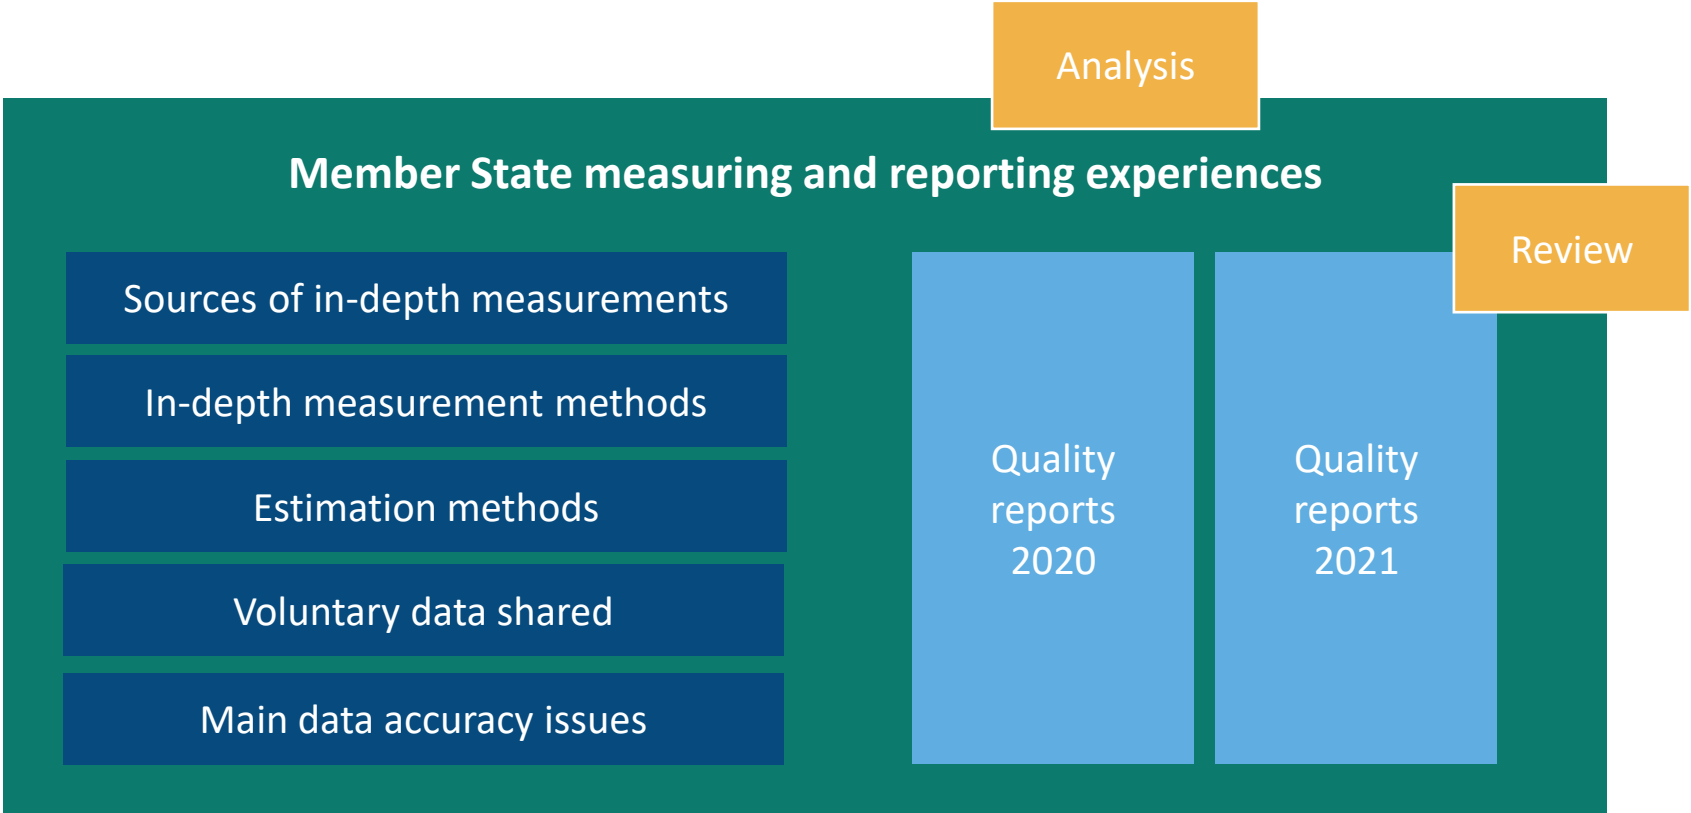 Analysis
Member State measuring and reporting experiences
Review
Sources of in-depth measurements
In-depth measurement methods
Estimation methods
Voluntary data shared
Main data accuracy issues
Quality
reports
2020
Quality
reports
2021